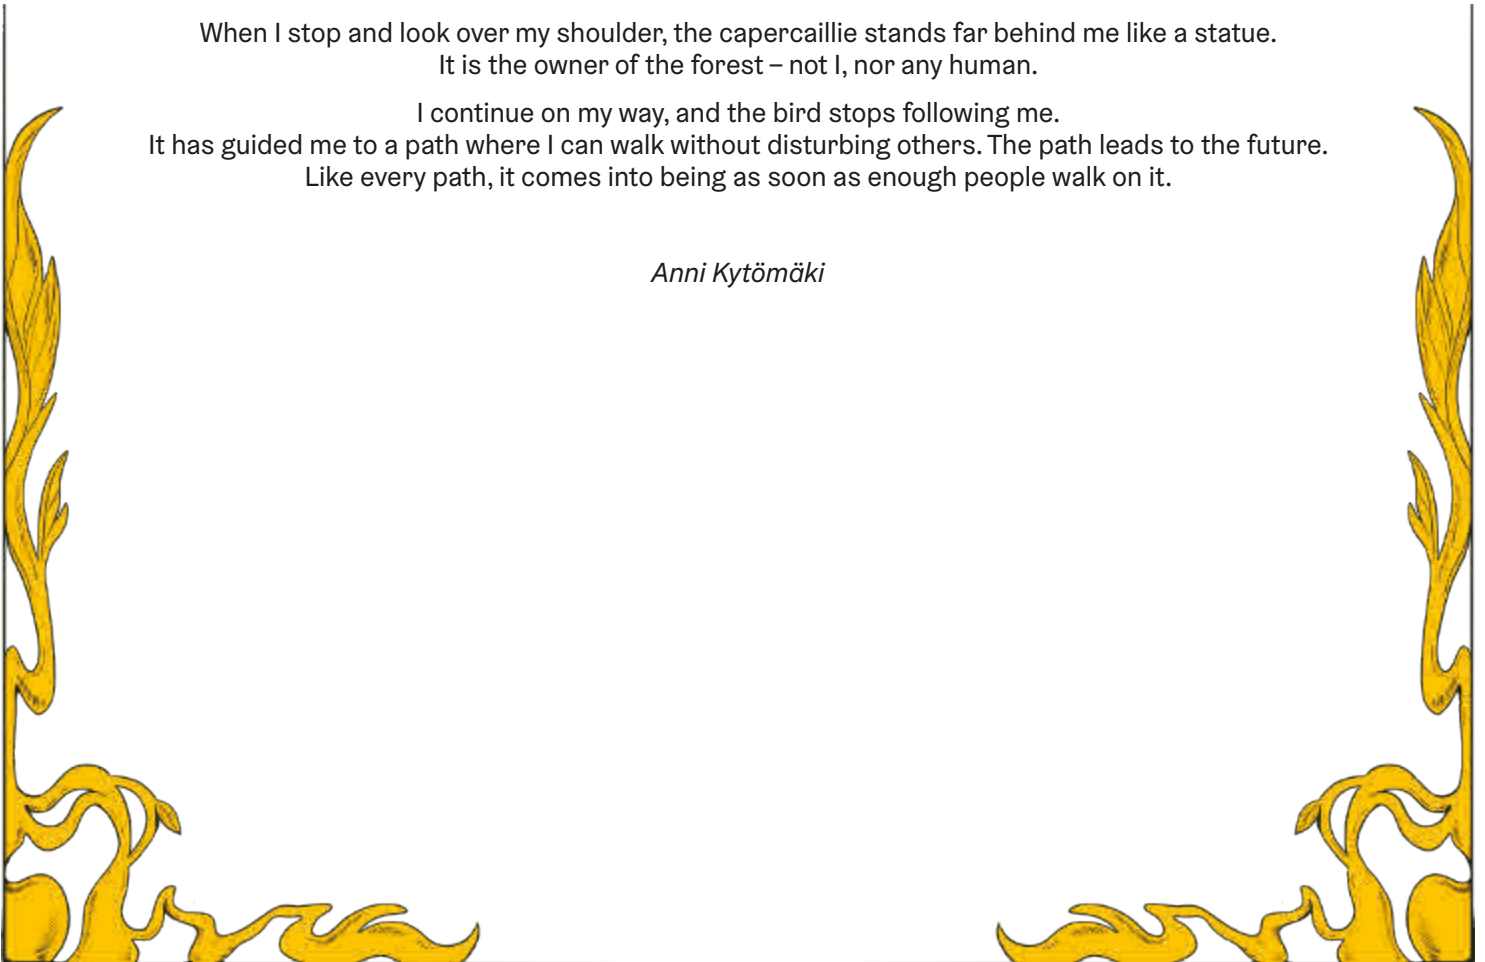 When I stop and look over my shoulder, the capercaillie stands far behind me like a statue.
It is the owner of the forest – not I, nor any human.
I continue on my way, and the bird stops following me.
It has guided me to a path where I can walk without disturbing others. The path leads to the future.
Like every path, it comes into being as soon as enough people walk on it.
Anni Kytömäki